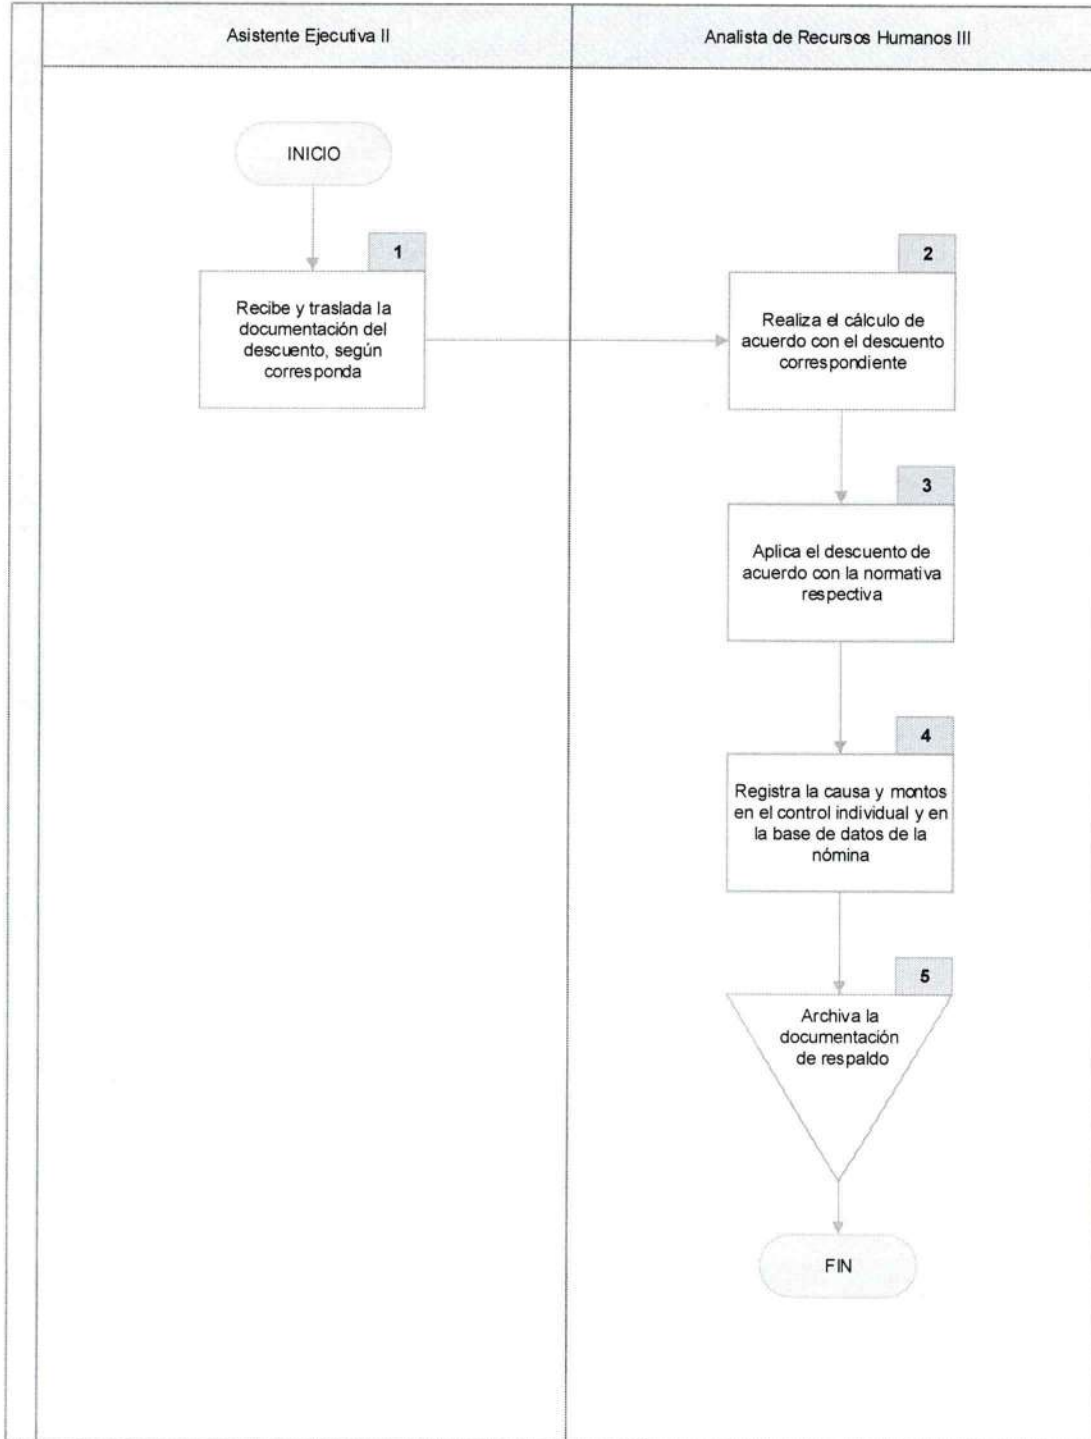 Asistente Ejecutiva II
Analista de Recursos Humanos III
INICIO
1
Recibe y traslada la
documentación del
descuento, según
corresponda
2
Realiza el cálculo de
acuerdo con el descuento
correspondiente
3
Aplica el descuento de
acuerdo con la normativa
respectiva
4
Registra la causa y montos
en el control individual y en
la base de datos de la
nómina
5
Archiva la
documentación
de respaldo
FIN